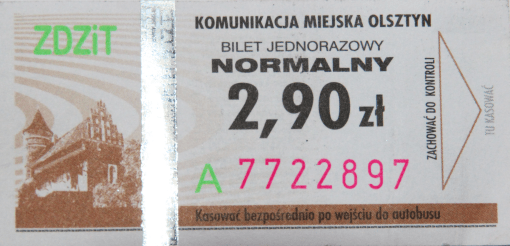 ZDZiT
KOMUNIKACJA MIEJSKA OLSZTYN
BILET JEDNORAZOWY
NORMALNY
2,90 zł
A 7722897
Kasować bezpośrednio po wejściu do autobusu
ZACHOWAĆ DO KONTROLI
TU KASOWAĆ